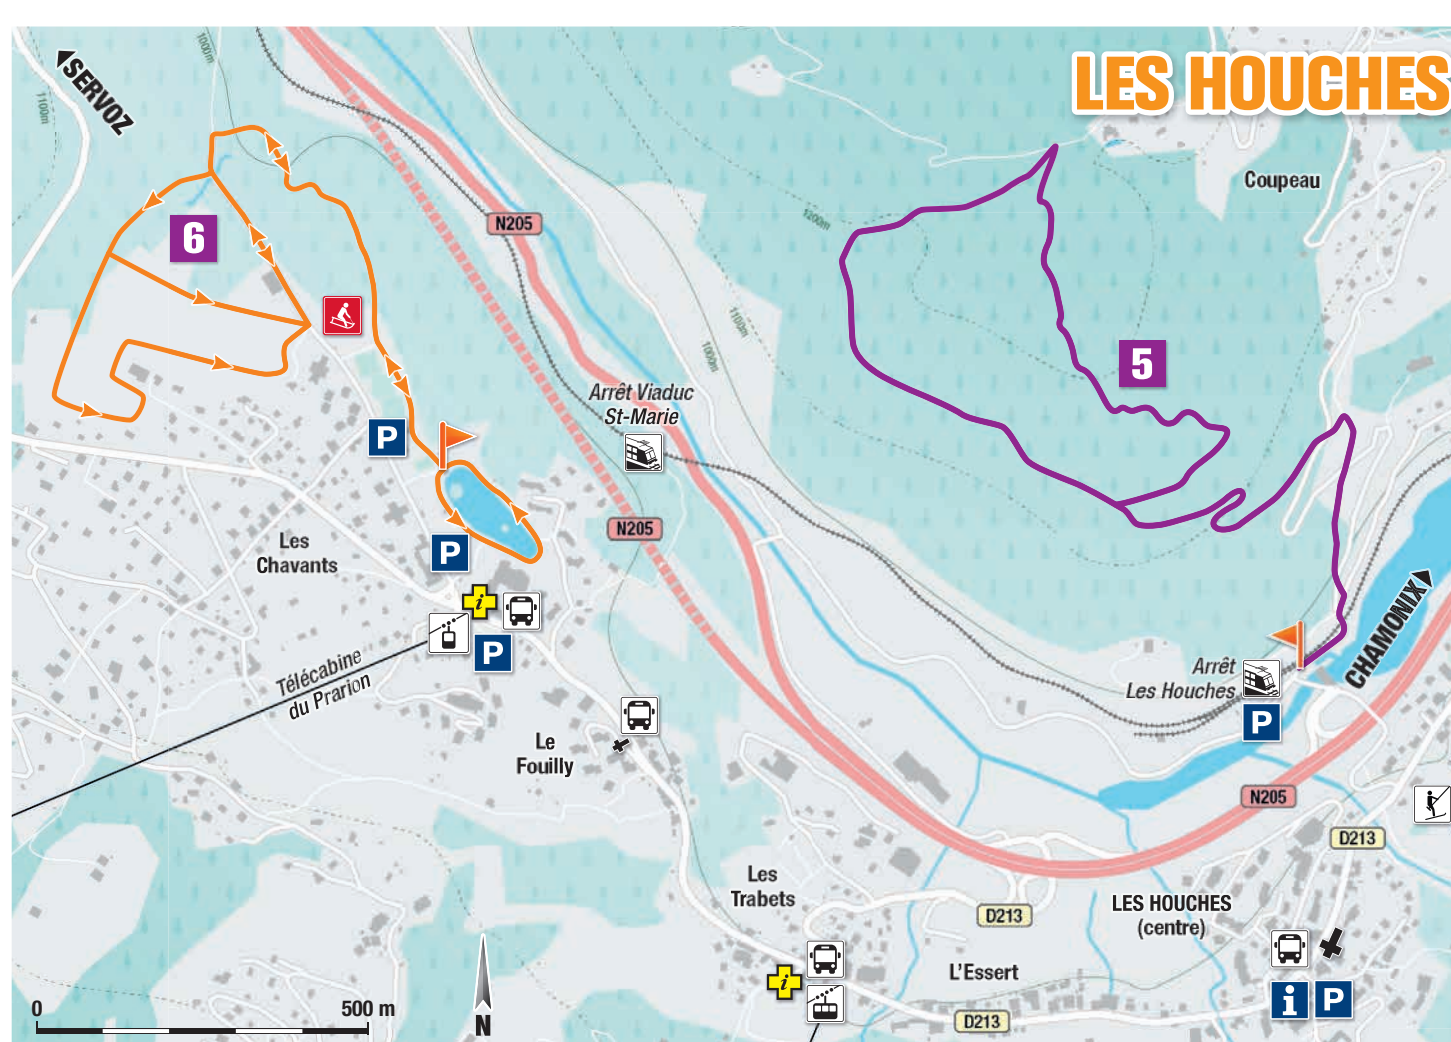 LES HOUCHES
SERVOZ
1000m
1100m
Coupeau
N205
6
1200m
1100m
1000m
5
Arrêt Viaduc
St-Marie
P
N205
Les
Chavants
P
i
P
Télécabine
du Prarion
CHAMONIX
Arrêt
Les Houches
P
Le
Fouilly
N205
D213
Les
Trabets
D213
LES HOUCHES
(centre)
L'Essert
i
i
P
D213
0
500 m
N